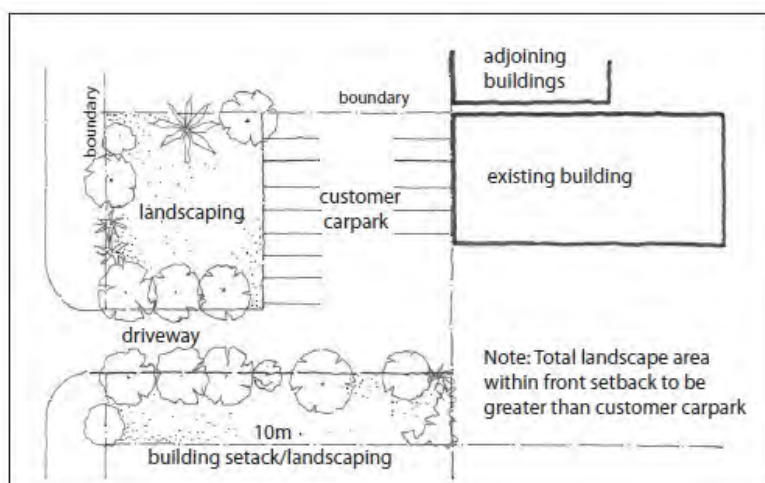 adjoining
buildings
boundary
boundary
existing building
landscaping
customer
carpark
driveway
Note: Total landscape area
within front setback to be
greater than customer carpark
10m
building setack/landscaping